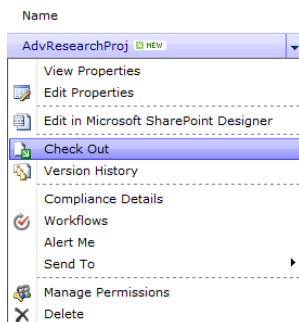 Name
AdvResearchProj NEW
View Properties
Edit Properties
Edit in Microsoft SharePoint Designer
Check Out
Version History
Compliance Details
Workflows
Alert Me
Send To
Manage Permissions
Delete